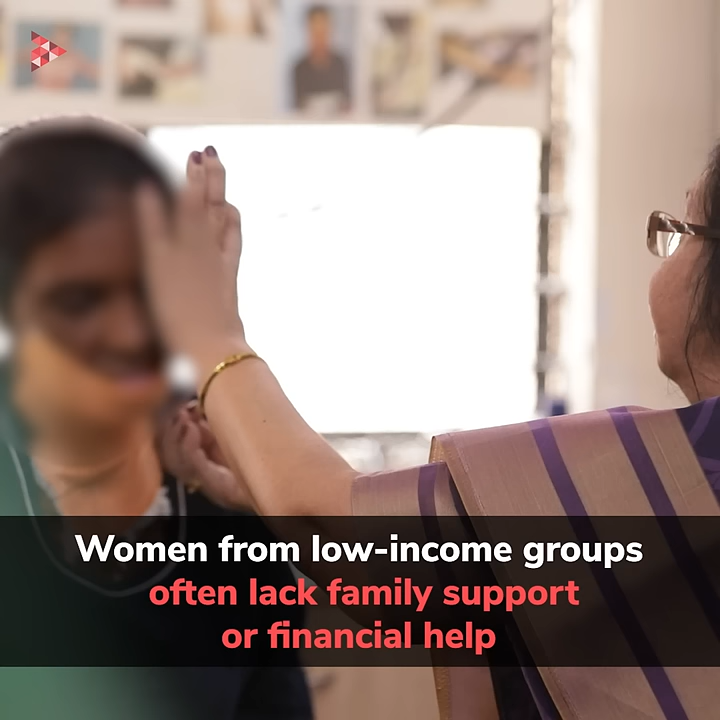 Women from low-income groups
often lack family support
or financial help